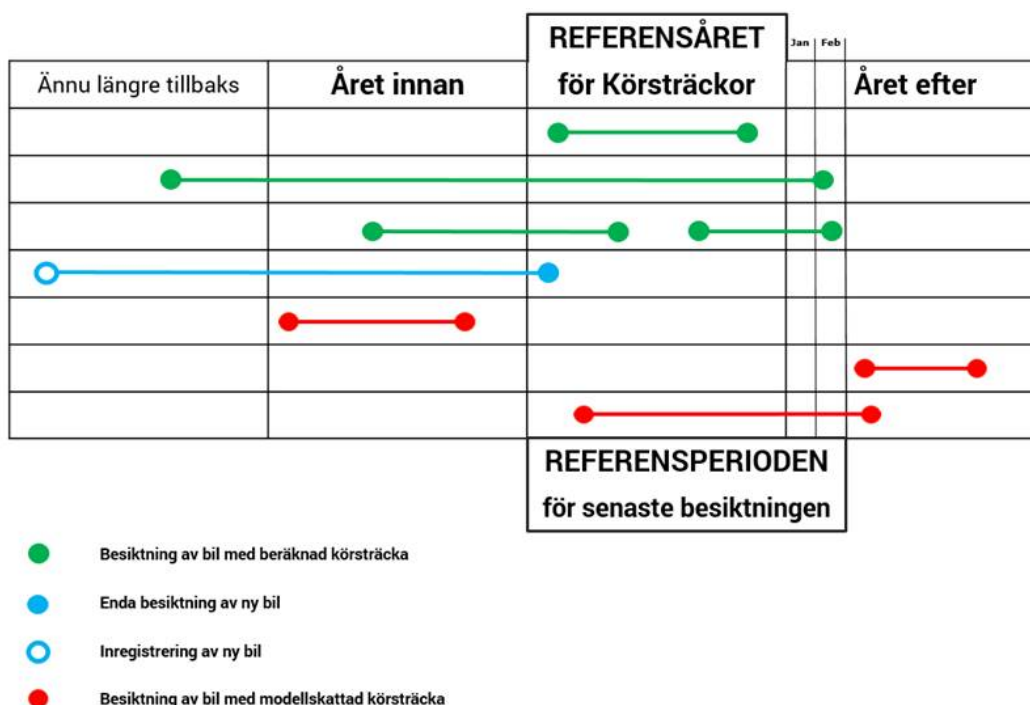 REFERENSÅRET
för Körsträckor
Jan Feb
Ännu längre tillbaks
Året innan
Året efter
REFERENSPERIODEN
för senaste besiktningen
Besiktning av bil med beräknad körsträcka
Enda besiktning av ny bil
Inregistrering av ny bil
Besiktning av bil med modellskattad körsträcka